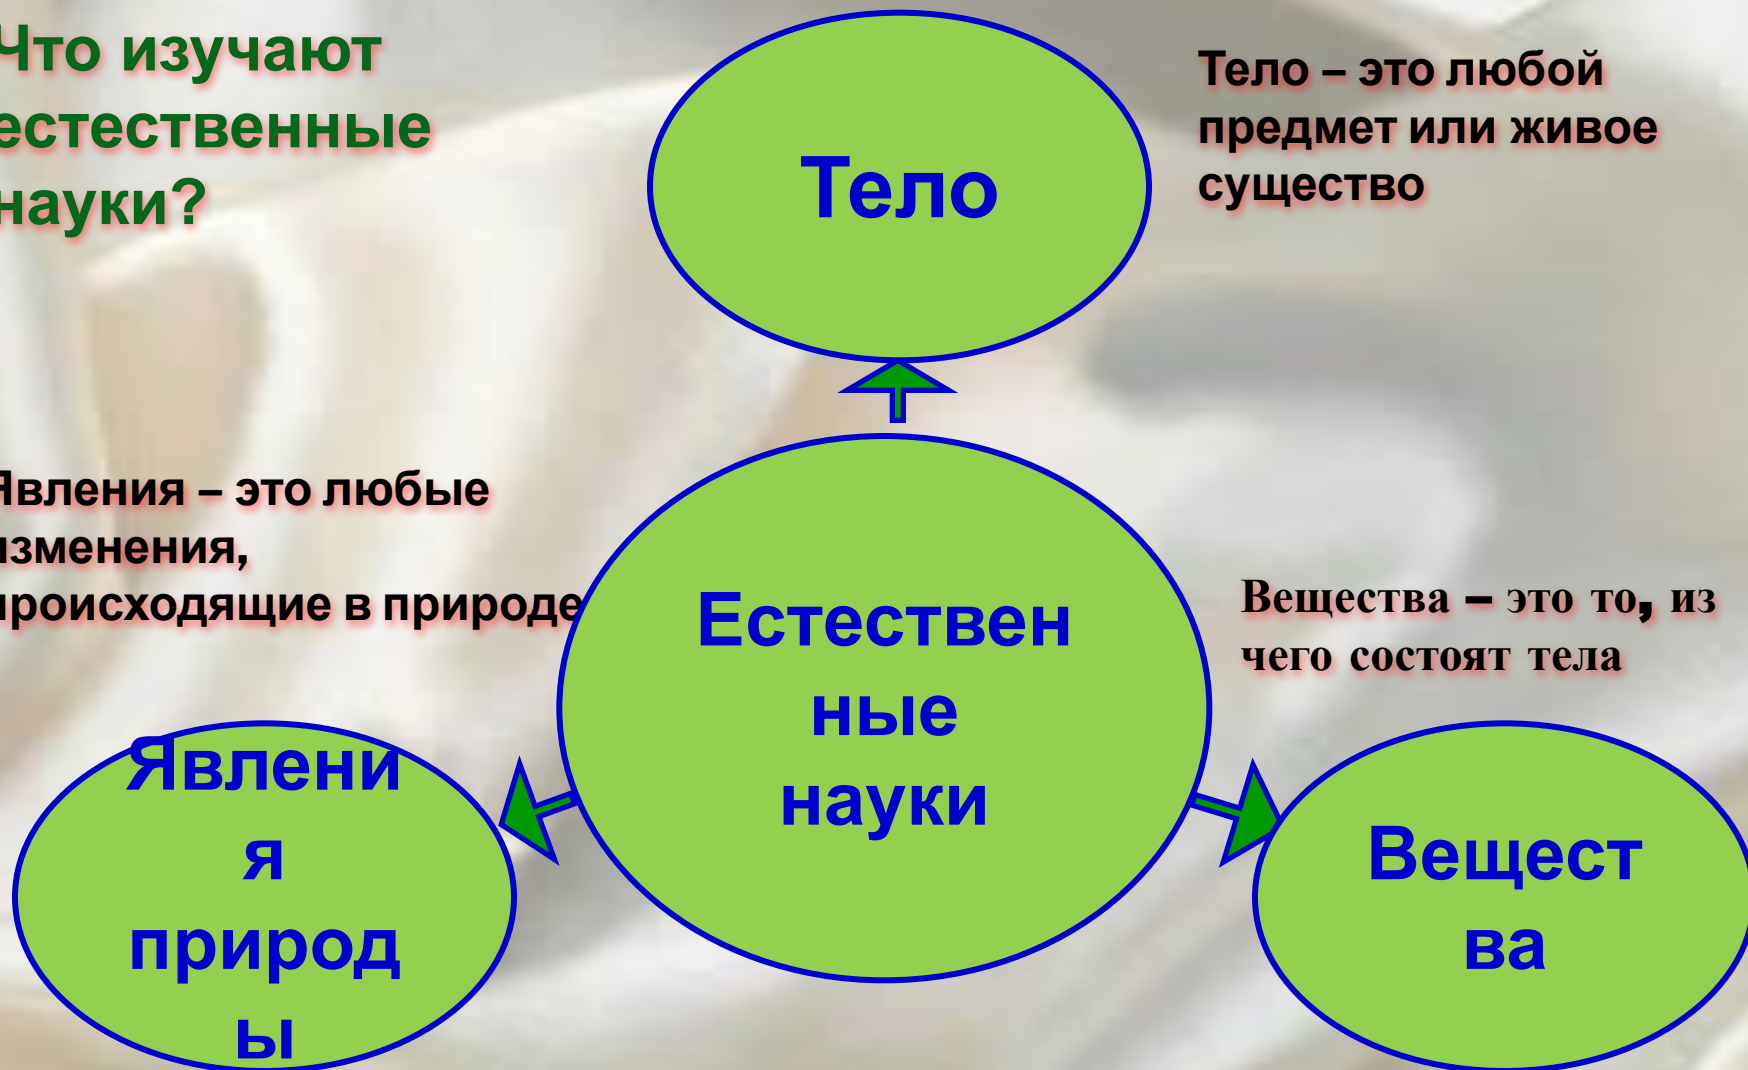 Что изучают
естественные
науки?
Тело
Тело – это любой
предмет или живое
существо
Явления – это любые
изменения,
происходящие в природе
Естествен
ные
науки
Вещества – это то, из
чего состоят тела
Явлени
я
природ
ы
Вещест
ва